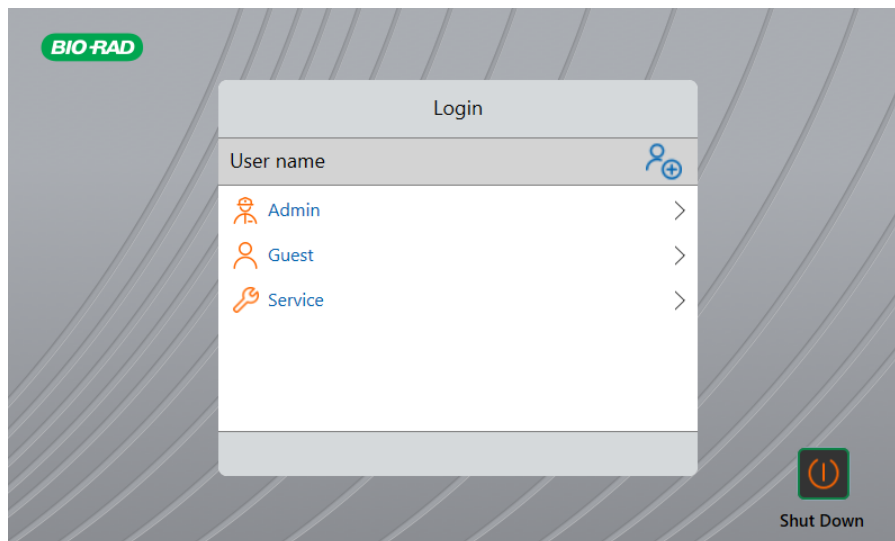 BIO-RAD
Login
User name
Admin
Guest
Service
Shut Down